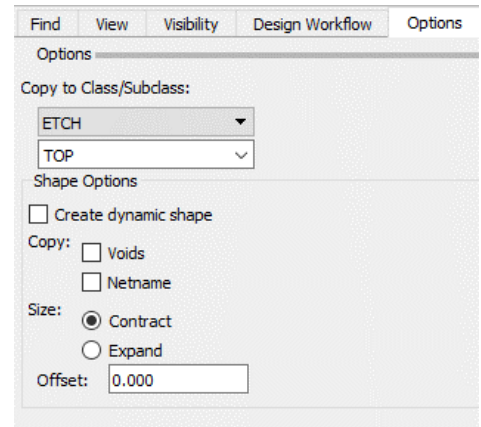 Find View Visibility Design Workflow Options
Options
Copy to Class/Subclass:
ETCH
TOP
Shape Options
Create dynamic shape
Copy: Voids
Netname
Size: Contract
Expand
Offset: 0.000